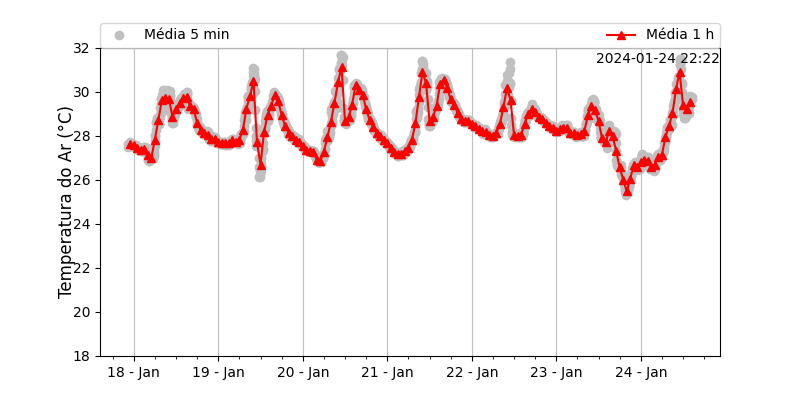 Média 5 min
Média 1 h
2024-01-24 22:22
Temperatura do Ar (°C)
32
30
28
26
24
22
20
18
18 - Jan
19 - Jan
20 - Jan
21 - Jan
22 - Jan
23 - Jan
24 - Jan